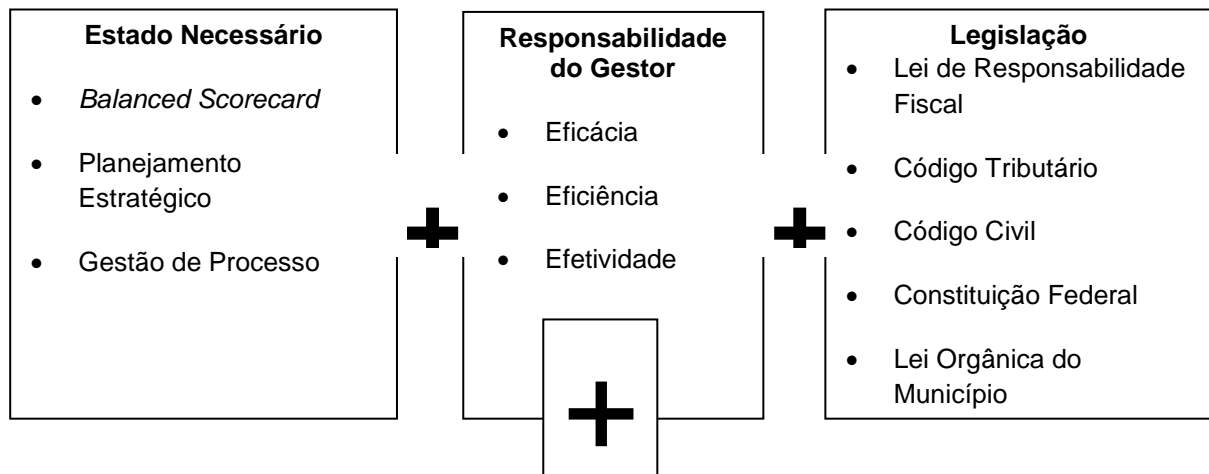 Estado Necessário
• Balanced Scorecard
• Planejamento
Estratégico
• Gestão de Processo
+
Responsabilidade
do Gestor
• Eficácia
• Eficiência
• Efetividade
+
+
Legislação
• Lei de Responsabilidade
Fiscal
• Código Tributário
• Código Civil
• Constituição Federal
• Lei Orgânica do
Município